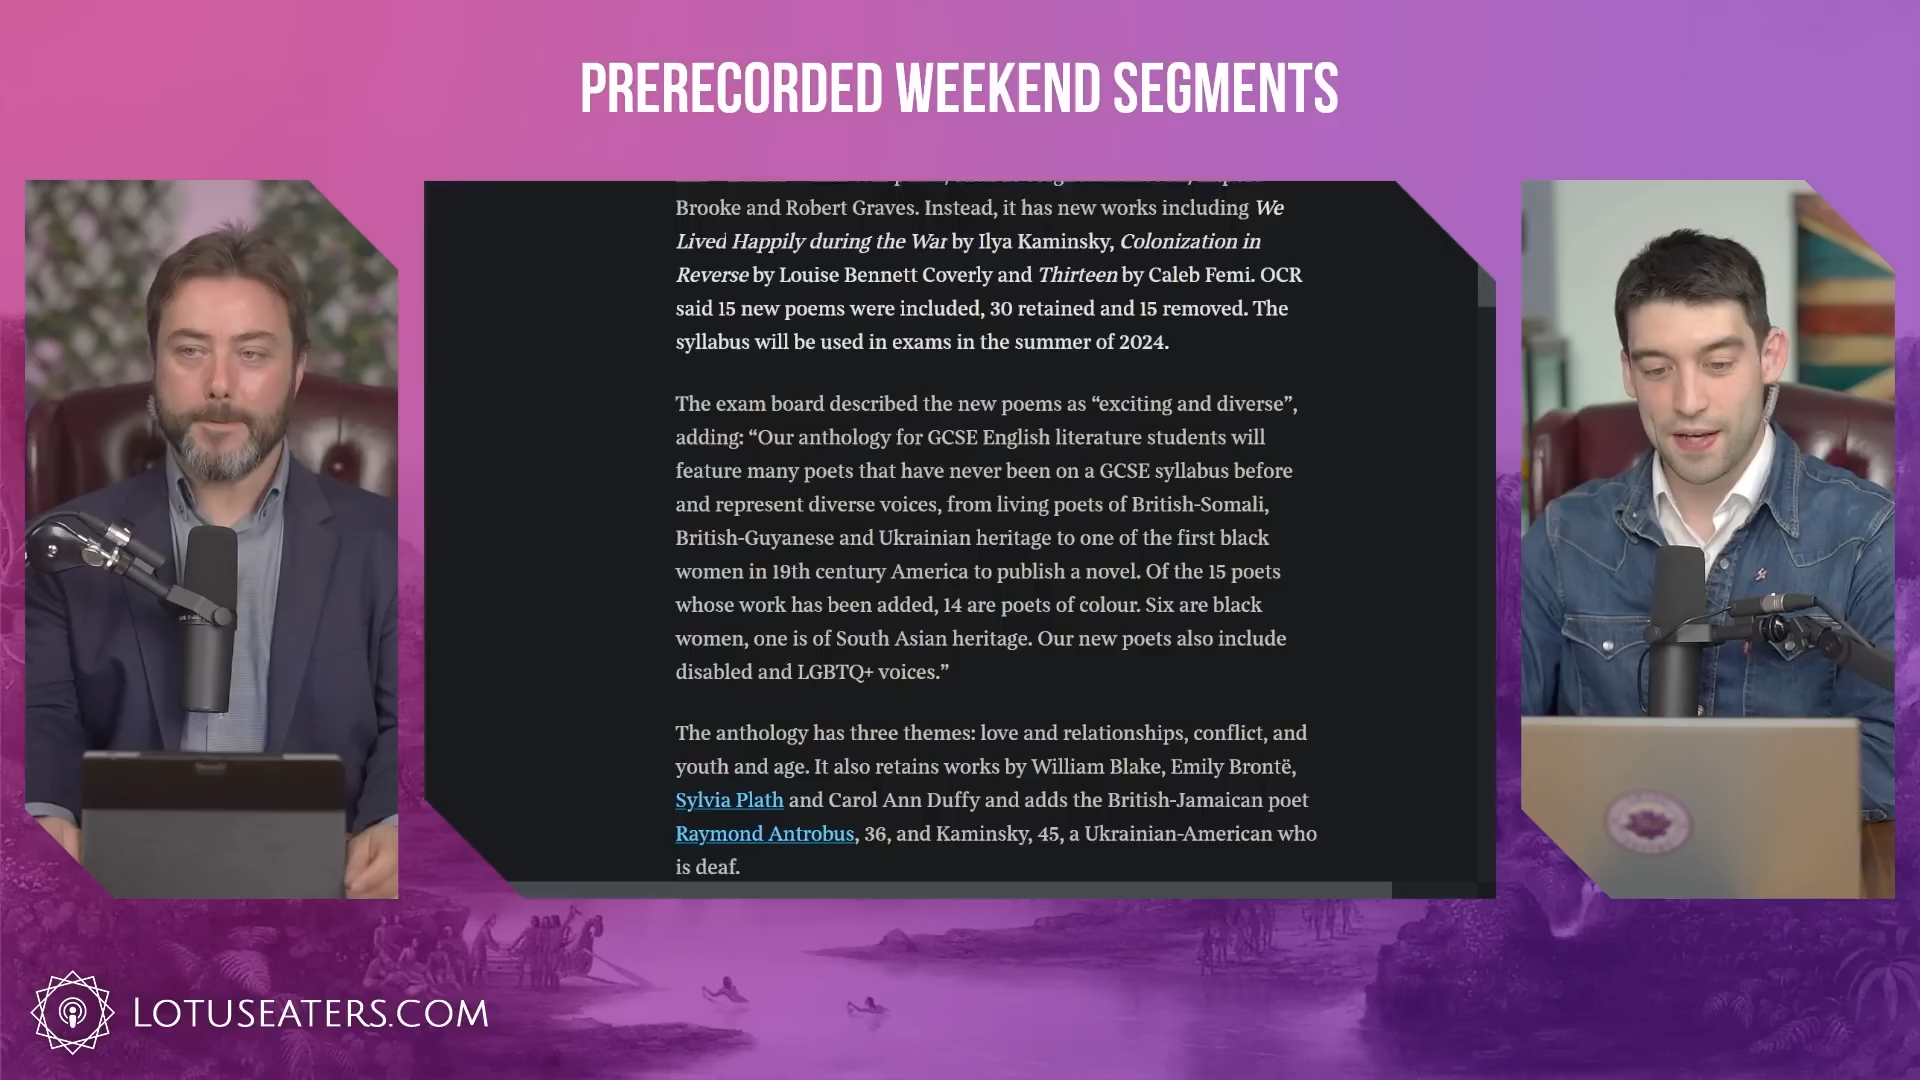 PRERECORDED WEEKEND SEGMENTS
Brooke and Robert Graves. Instead, it has new works including We
Lived Happily during the War by Ilya Kaminsky, Colonization in
Reverse by Louise Bennett Coverly and Thirteen by Caleb Femi. OCR
said 15 new poems were included, 30 retained and 15 removed. The
syllabus will be used in exams in the summer of 2024.
The exam board described the new poems as “exciting and diverse”,
adding: “Our anthology for GCSE English literature students will
feature many poets that have never been on a GCSE syllabus before
and represent diverse voices, from living poets of British-Somali,
British-Guyanese and Ukrainian heritage to one of the first black
women in 19th century America to publish a novel. Of the 15 poets
whose work has been added, 14 are poets of colour. Six are black
women, one is of South Asian heritage. Our new poets also include
disabled and LGBTQ+ voices.”
The anthology has three themes: love and relationships, conflict, and
youth and age. It also retains works by William Blake, Emily Brontë,
Sylvia Plath and Carol Ann Duffy and adds the British-Jamaican poet
Raymond Antrobus, 36, and Kaminsky, 45, a Ukrainian-American who
is deaf.
LOTUSEATERS.COM